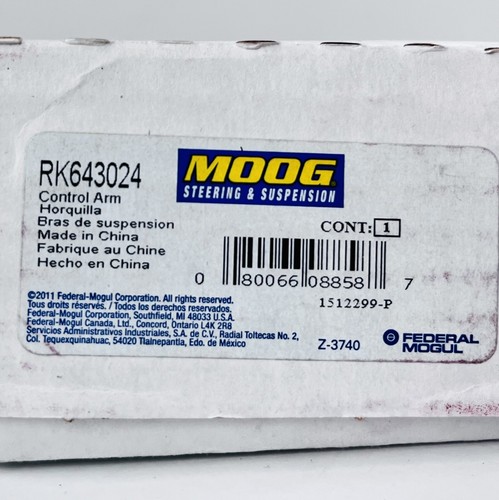 RK643024
Control Arm
Horquilla
Bras de suspension
Made in China
Fabrique au Chine
Hecho en China
MOOG
STEERING & SUSPENSION
CONT: 1
0 80066 08858 7
1512299-P
©2011 Federal-Mogul Corporation. All rights reserved.
Tous droits réservés. / Todos los derechos reservados.
Federal-Mogul Corporation, Southfield, MI 48033 U.S.A.
Federal-Mogul Canada, Ltd., Concord, Ontario L4K 2R8
Servicios Administrativos Industriales, S.A. de C.V., Radial Toltecas No. 2,
Col. Tequexquinahuac, 54020 Tlalnepantla, Edo. de México
Z-3740
FEDERAL
MOGUL